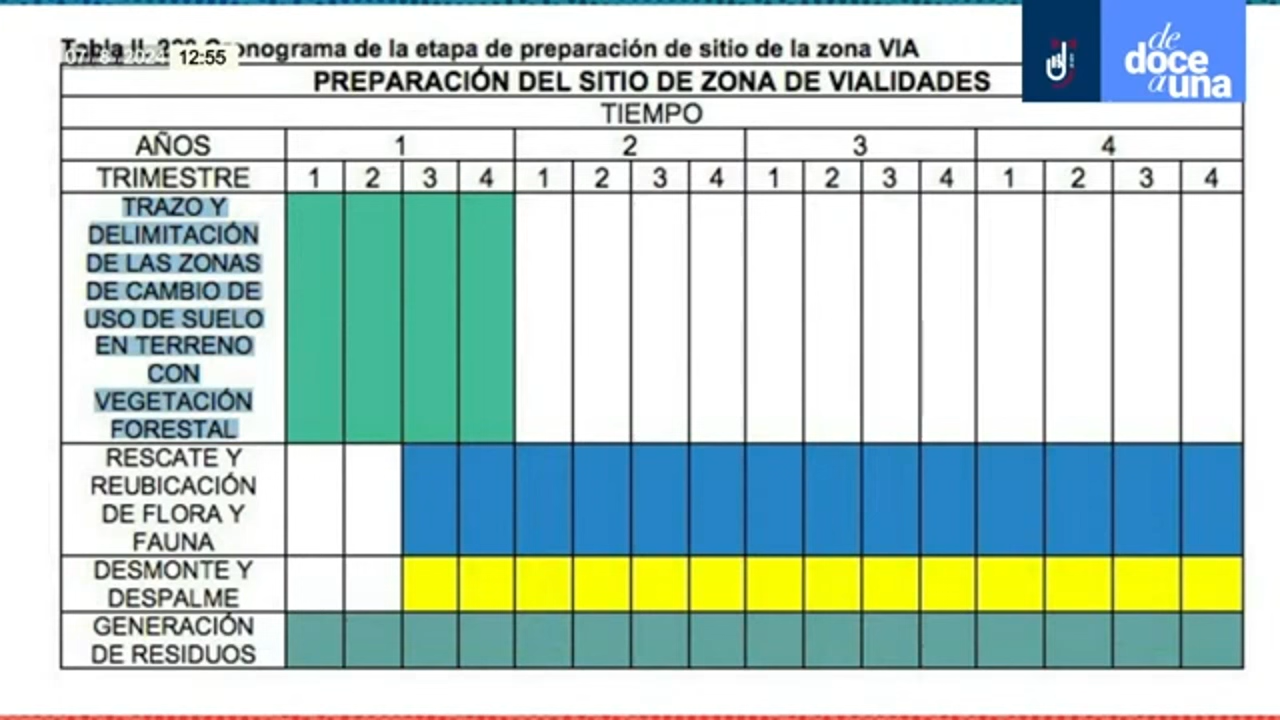 Tabla II. Cronograma de la etapa de preparación de sitio de la zona VIA
07 8 2024 12:55
de
doce
a una
PREPARACIÓN DEL SITIO DE ZONA DE VIALIDADES
TIEMPO
AÑOS 1 2 3 4
TRIMESTRE 1 2 3 4 1 2 3 4 1 2 3 4 1 2 3 4
TRAZO Y
DELIMITACIÓN
DE LAS ZONAS
DE CAMBIO DE
USO DE SUELO
EN TERRENO
CON
VEGETACIÓN
FORESTAL
RESCATE Y
REUBICACIÓN
DE FLORA Y
FAUNA
DESMONTE Y
DESPALME
GENERACIÓN
DE RESIDUOS